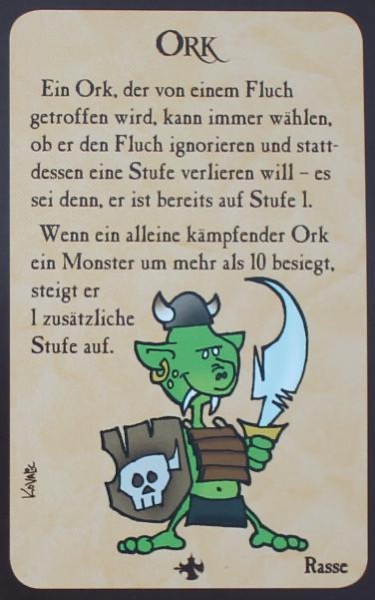 Ork
Ein Ork, der von einem Fluch
getroffen wird, kann immer wählen,
ob er den Fluch ignorieren und statt-
dessen eine Stufe verlieren will – es
sei denn, er ist bereits auf Stufe 1.
Wenn ein alleine kämpfender Ork
ein Monster um mehr als 10 besiegt,
steigt er
1 zusätzliche
Stufe auf.
Kovalic
Rasse